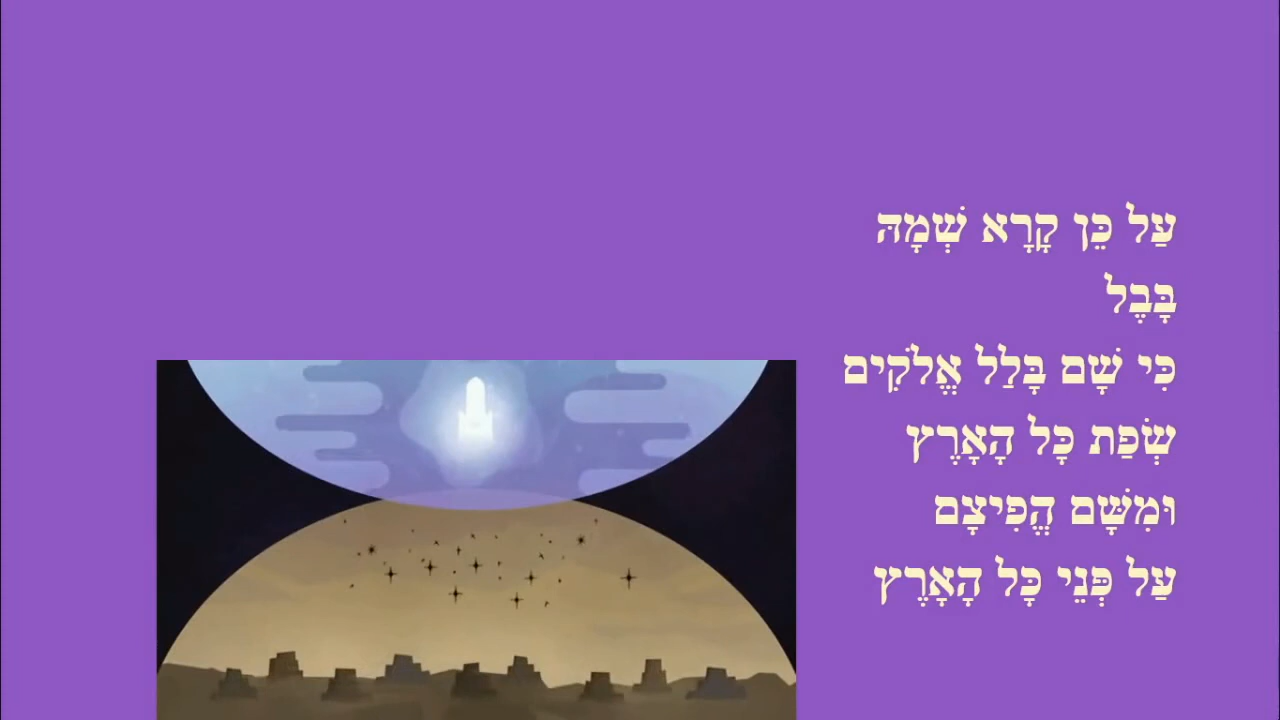 עַל כֵּן קָרָא שְׁמָהּ
בָּבֶל
כִּי שָׁם בָּלַל אֱלֹקִים
שְׂפַת כָּל הָאָרֶץ
וּמִשָּׁם הֱפִיצָם
עַל פְּנֵי כָּל הָאָרֶץ